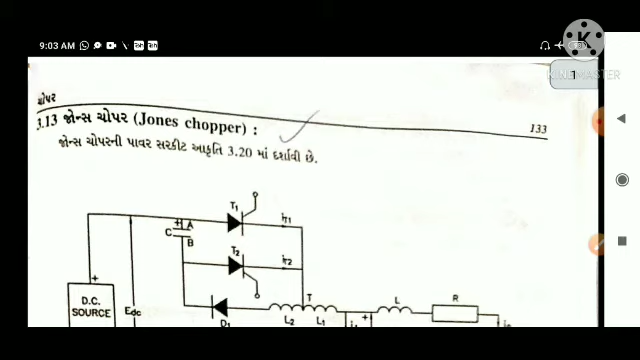 9:03 AM
KINEMASTER
1
ચોપર
3.13 જોન્સ ચોપર (Jones chopper) :
133
જોન્સ ચોપરની પાવર સરકીટ આકૃતિ 3.20 માં દર્શાવી છે.
T1
iT1
+ A
C
B
T2
iT2
+
D.C.
SOURCE
Edc
D1
L2
T
L1
+
L
R